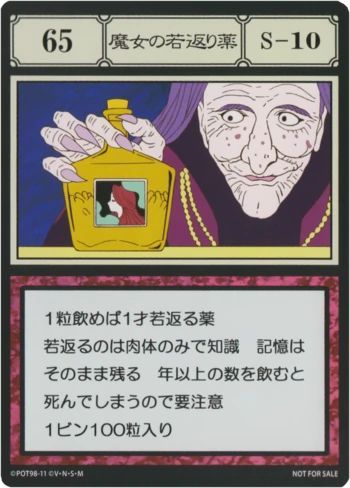 65
魔女の若返り薬
S-10
1粒飲めば1才若返る薬
若返るのは肉体のみで知識　記憶は
そのまま残る　年以上の数を飲むと
死んでしまうので要注意
1ビン100粒入り
©POT98-11 ©V・N・S・M
NOT FOR SALE